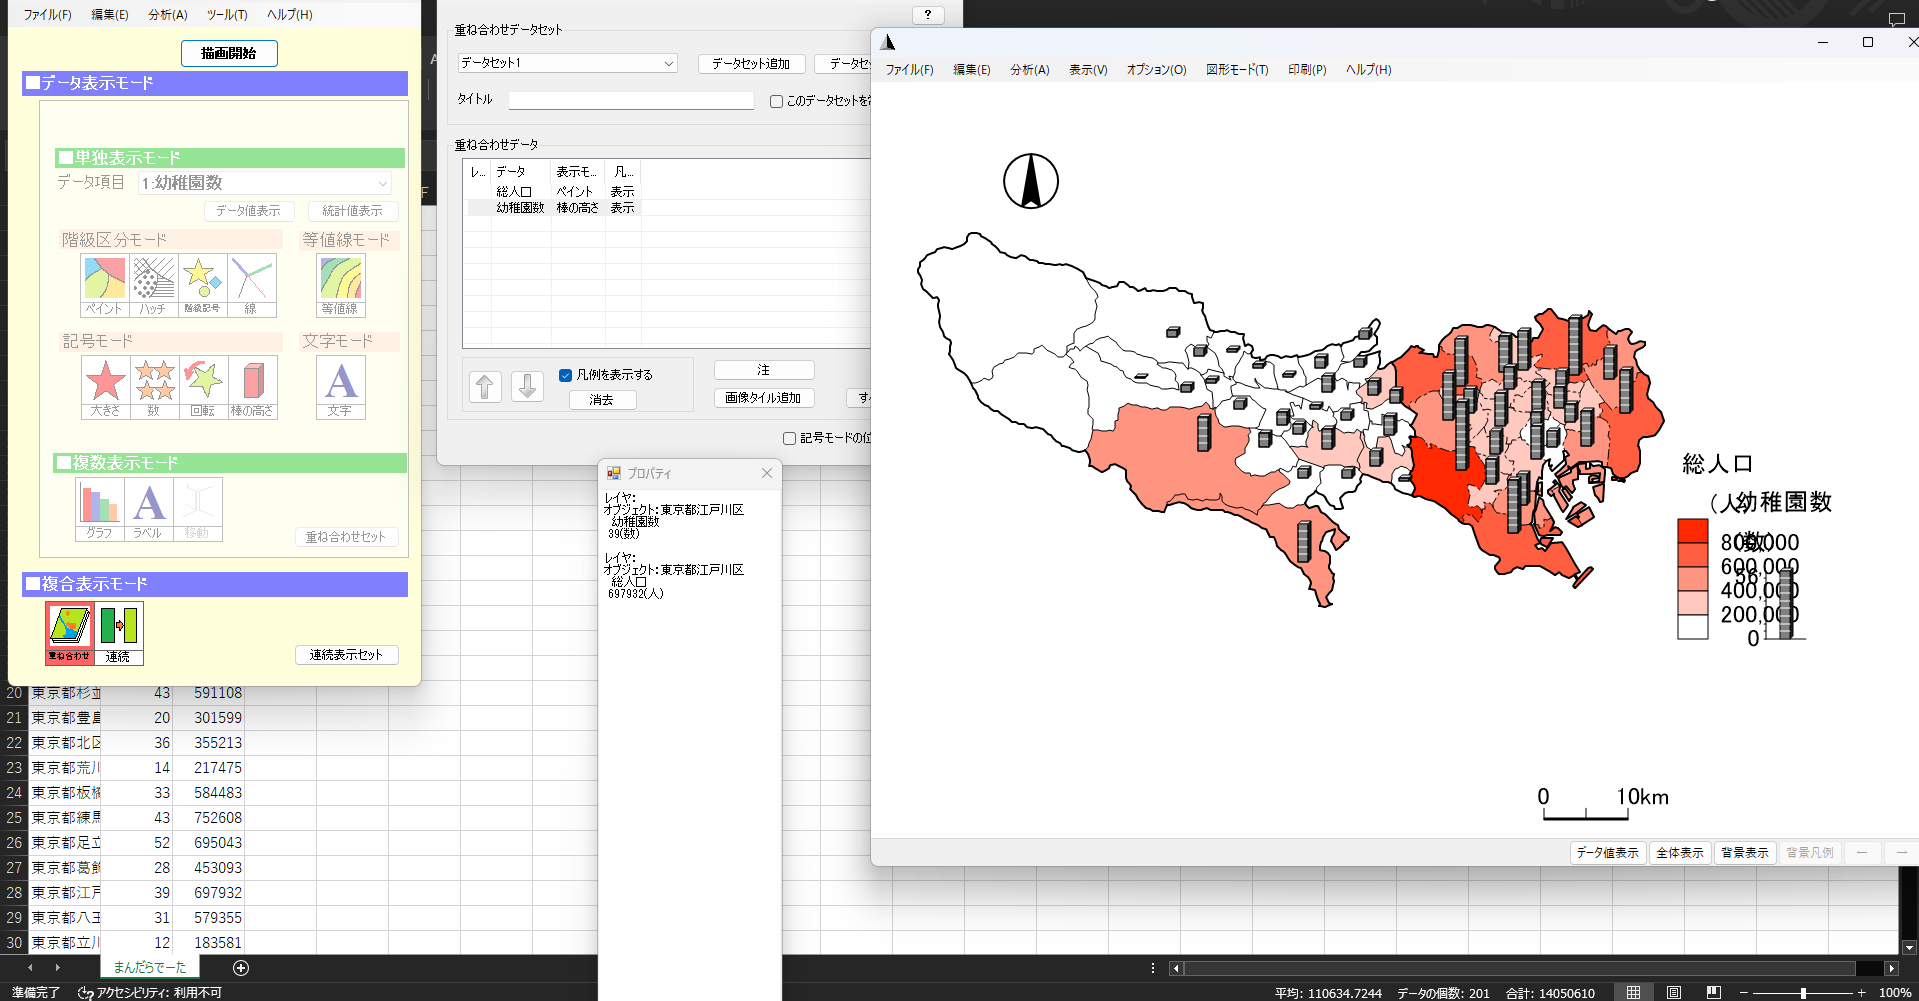 ファイル(F) 編集(E) 分析(A) ツール(T) ヘルプ(H)
描画開始
■データ表示モード
■単独表示モード
データ項目 1:幼稚園数
データ値表示 統計値表示
階級区分モード 等値線モード
ペイント ハッチ 階級記号 線 等値線
記号モード 文字モード
大きさ 数 回転 棒の高さ 文字
■複数表示モード
グラフ ラベル 移動 重ね合わせセット
■複合表示モード
重ね合わせ 連続 連続表示セット
?
重ね合わせデータセット
データセット1 データセット追加 データセ
タイトル このデータセットを
重ね合わせデータ
レ... データ 表示モ... 凡...
総人口 ペイント 表示
幼稚園数 棒の高さ 表示
凡例を表示する
消去
注
画像タイル追加
記号モードの位
プロパティ
レイヤ:
オブジェクト:東京都江戸川区
幼稚園数
39(数)
レイヤ:
オブジェクト:東京都江戸川区
総人口
697932(人)
ファイル(F) 編集(E) 分析(A) 表示(V) オプション(O) 図形モード(T) 印刷(P) ヘルプ(H)
総人口
(人)
幼稚園数
(数)
800,000
600,000
56
400,000
200,000
0
0 10km
データ値表示 全体表示 背景表示 背景凡例 ← →
F
20 東京都杉並 43 591108
21 東京都豊島 20 301599
22 東京都北区 36 355213
23 東京都荒川 14 217475
24 東京都板橋 33 584483
25 東京都練馬 43 752608
26 東京都足立 52 695043
27 東京都葛飾 28 453093
28 東京都江戸 39 697932
29 東京都八王 31 579355
30 東京都立川 12 183581
まんだらでーた
準備完了 アクセシビリティ: 利用不可 平均: 110634.7244 データの個数: 201 合計: 14050610 100%